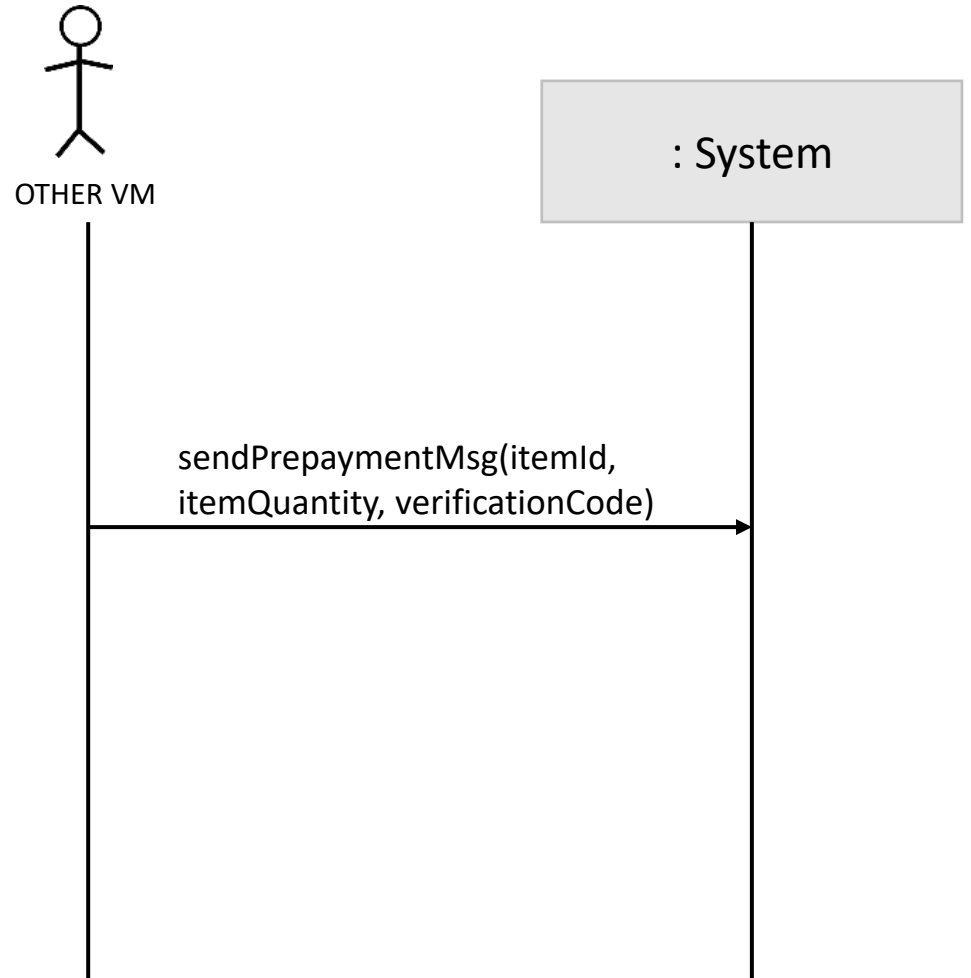 OTHER VM
: System
sendPrepaymentMsg(itemId,
itemQuantity, verificationCode)